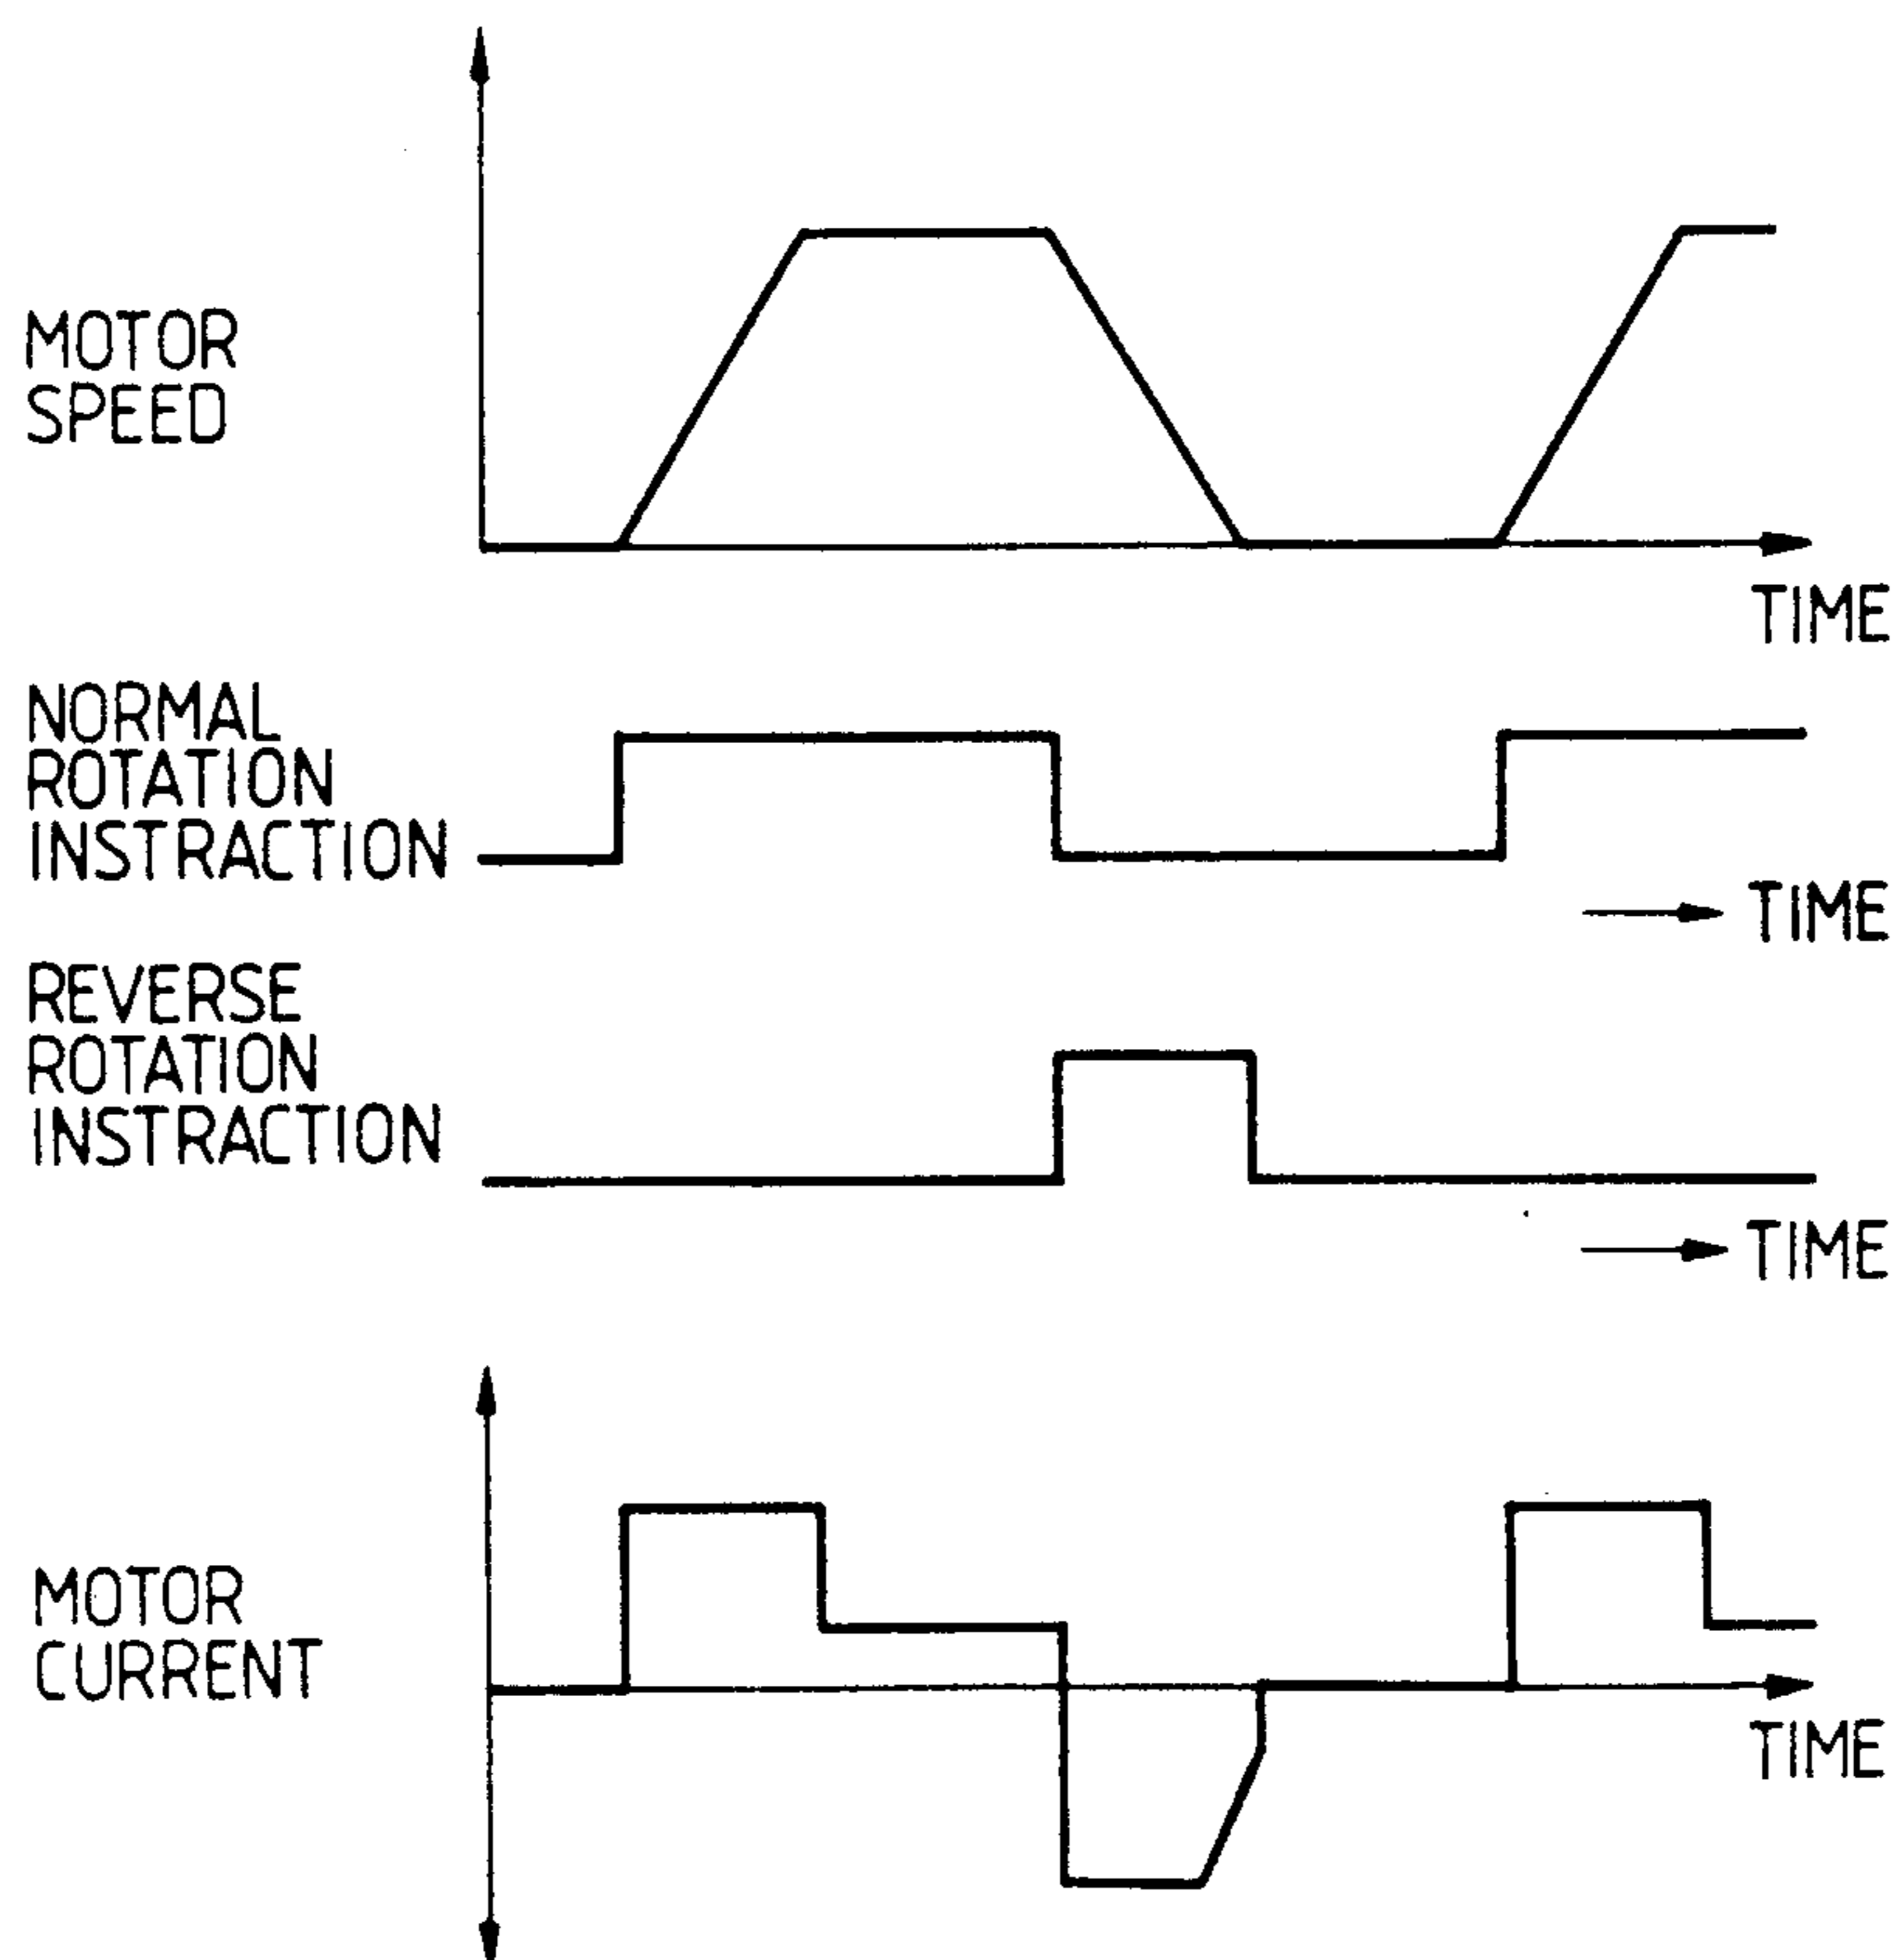 MOTOR
SPEED
TIME
NORMAL
ROTATION
INSTRACTION
TIME
REVERSE
ROTATION
INSTRACTION
TIME
MOTOR
CURRENT
TIME